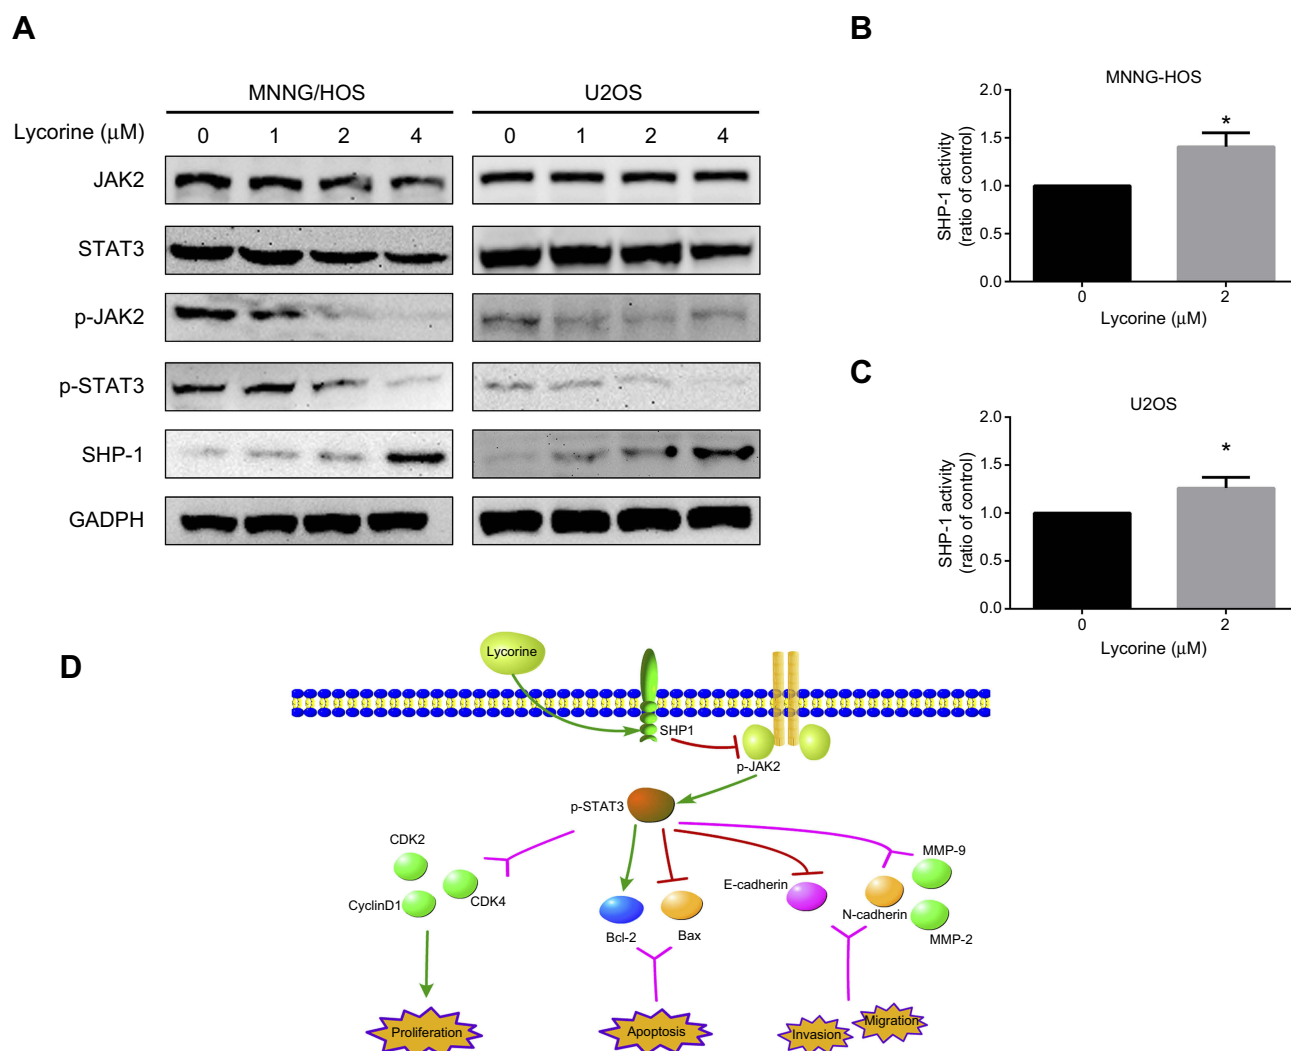 A
MNNG/HOS
U2OS
Lycorine (µM)
0
1
2
4
0
1
2
4
JAK2
STAT3
p-JAK2
p-STAT3
SHP-1
GADPH
B
MNNG-HOS
SHP-1 activity
(ratio of control)
2.0
1.5
1.0
0.5
0.0
*
0
2
Lycorine (µM)
C
U2OS
SHP-1 activity
(ratio of control)
2.0
1.5
1.0
0.5
0.0
*
0
2
Lycorine (µM)
D
Lycorine
SHP1
p-JAK2
p-STAT3
CDK2
CDK4
CyclinD1
Bcl-2
Bax
E-cadherin
N-cadherin
MMP-9
MMP-2
Proliferation
Apoptosis
Invasion
Migration